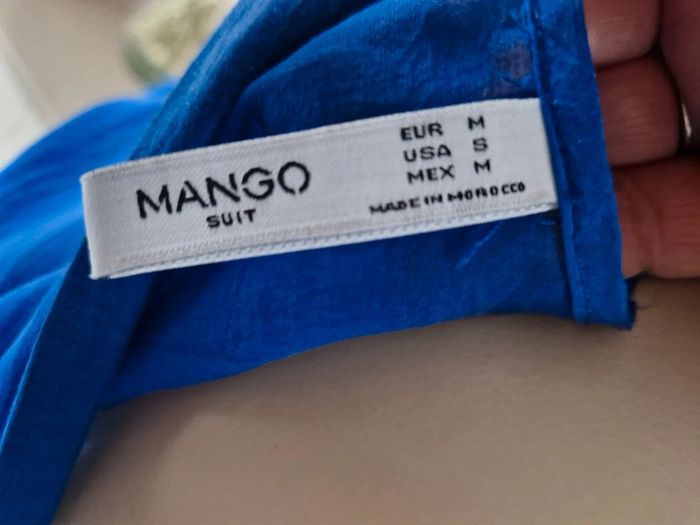 MANGO
SUIT
EUR M
USA S
MEX M
MADE IN MOROCCO